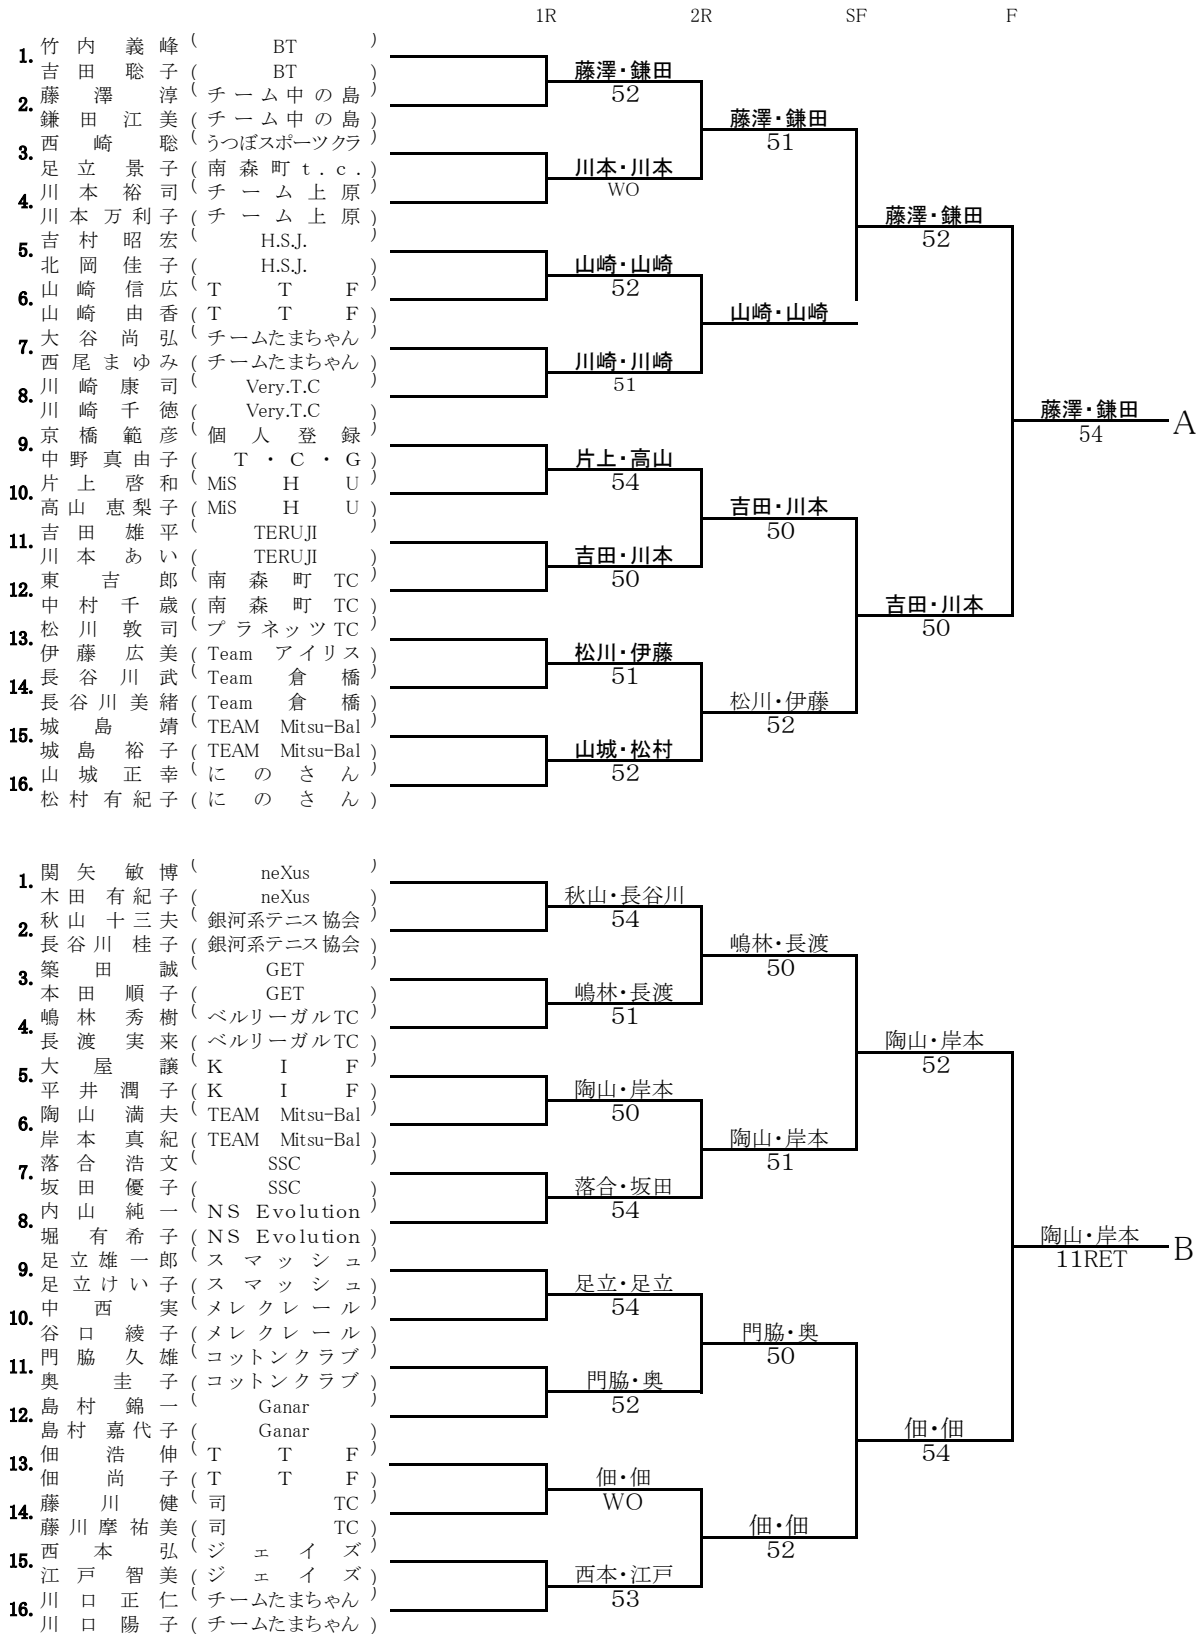 1R 2R SF F
1. 竹内 義峰 ( BT )
吉田 聡子 ( BT )
藤澤・鎌田
52
2. 藤澤 淳 ( チーム中の島 )
鎌田 江美 ( チーム中の島 )
藤澤・鎌田
51
3. 西崎 聡 ( うつぼスポーツクラ )
足立 景子 ( 南森町t.c. )
川本・川本
WO
4. 川本 裕司 ( チーム上原 )
川本 万利子 ( チーム上原 )
藤澤・鎌田
52
5. 吉村 昭宏 ( H.S.J. )
北岡 佳子 ( H.S.J. )
山崎・山崎
52
6. 山崎 信広 ( T T F )
山崎 由香 ( T T F )
山崎・山崎
7. 大谷 尚弘 ( チームたまちゃん )
西尾 まゆみ ( チームたまちゃん )
川崎・川崎
51
8. 川崎 康司 ( Very.T.C )
川崎 千徳 ( Very.T.C )
藤澤・鎌田
54
A
9. 京橋 範彦 ( 個人登録 )
中野 真由子 ( T・C・G )
片上・高山
54
10. 片上 啓和 ( MiS H U )
高山 恵梨子 ( MiS H U )
吉田・川本
50
11. 吉田 雄平 ( TERUJI )
川本 あい ( TERUJI )
吉田・川本
50
12. 東 吉郎 ( 南森町 TC )
中村 千歳 ( 南森町 TC )
吉田・川本
50
13. 松川 敦司 ( プラネッツTC )
伊藤 広美 ( Team アイリス )
松川・伊藤
51
14. 長谷川 武 ( Team 倉橋 )
長谷川 美緒 ( Team 倉橋 )
松川・伊藤
52
15. 城島 靖 ( TEAM Mitsu-Bal )
城島 裕子 ( TEAM Mitsu-Bal )
山城・松村
52
16. 山城 正幸 ( にのさん )
松村 有紀子 ( にのさん )
1. 関矢 敏博 ( neXus )
木田 有紀子 ( neXus )
秋山・長谷川
54
2. 秋山 十三夫 ( 銀河系テニス協会 )
長谷川 桂子 ( 銀河系テニス協会 )
嶋林・長渡
50
3. 築田 誠 ( GET )
本田 順子 ( GET )
嶋林・長渡
51
4. 嶋林 秀樹 ( ベルリーガルTC )
長渡 実来 ( ベルリーガルTC )
陶山・岸本
52
5. 大屋 譲 ( K I F )
平井 潤子 ( K I F )
陶山・岸本
50
6. 陶山 満夫 ( TEAM Mitsu-Bal )
岸本 真紀 ( TEAM Mitsu-Bal )
陶山・岸本
51
7. 落合 浩文 ( SSC )
坂田 優子 ( SSC )
落合・坂田
54
8. 内山 純一 ( NS Evolution )
堀 有希子 ( NS Evolution )
陶山・岸本
11RET
B
9. 足立 雄一郎 ( スマッシュ )
足立 けい子 ( スマッシュ )
足立・足立
54
10. 中西 実 ( メレクレール )
谷口 綾子 ( メレクレール )
門脇・奥
50
11. 門脇 久雄 ( コットンクラブ )
奥 圭子 ( コットンクラブ )
門脇・奥
52
12. 島村 錦一 ( Ganar )
島村 嘉代子 ( Ganar )
佃・佃
54
13. 佃 浩伸 ( T T F )
佃 尚子 ( T T F )
佃・佃
WO
14. 藤川 健 ( 司 TC )
藤川 摩祐美 ( 司 TC )
佃・佃
52
15. 西本 弘 ( ジェイズ )
江戸 智美 ( ジェイズ )
西本・江戸
53
16. 川口 正仁 ( チームたまちゃん )
川口 陽子 ( チームたまちゃん )